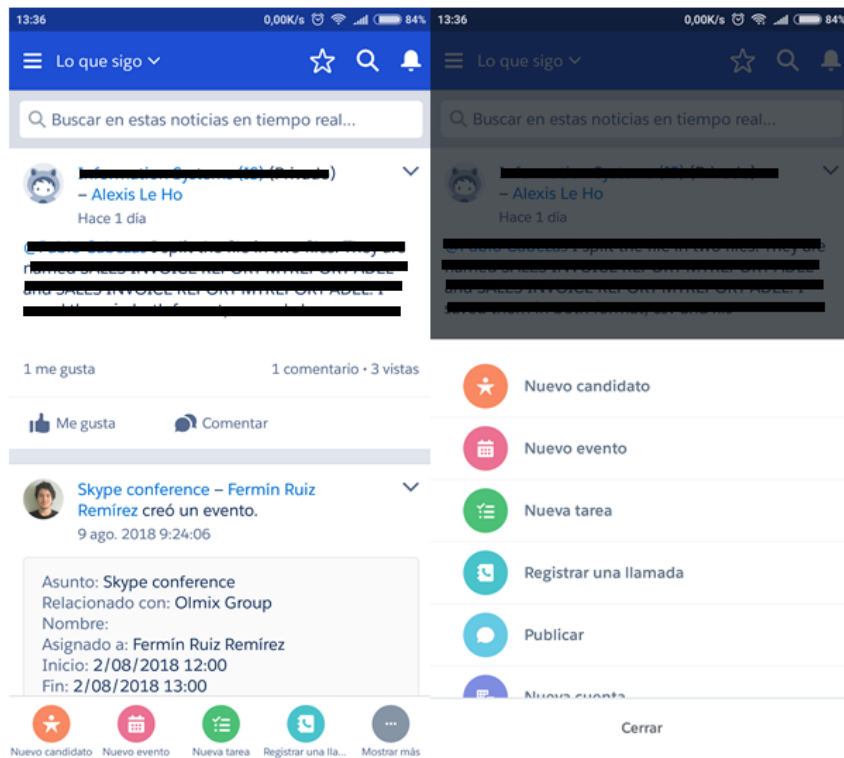 13:36
0,00K/s
84%
Lo que sigo
Buscar en estas noticias en tiempo real...
– Alexis Le Ho
Hace 1 día
1 me gusta
1 comentario • 3 vistas
Me gusta
Comentar
Skype conference – Fermín Ruiz
Remírez creó un evento.
9 ago. 2018 9:24:06
Asunto: Skype conference
Relacionado con: Olmix Group
Nombre:
Asignado a: Fermín Ruiz Remírez
Inicio: 2/08/2018 12:00
Fin: 2/08/2018 13:00
Nuevo candidato
Nuevo evento
Nueva tarea
Registrar una lla...
Mostrar más
13:36
0,00K/s
84%
Lo que sigo
Buscar en estas noticias en tiempo real...
– Alexis Le Ho
Hace 1 día
Nuevo candidato
Nuevo evento
Nueva tarea
Registrar una llamada
Publicar
Nueva cuenta
Cerrar